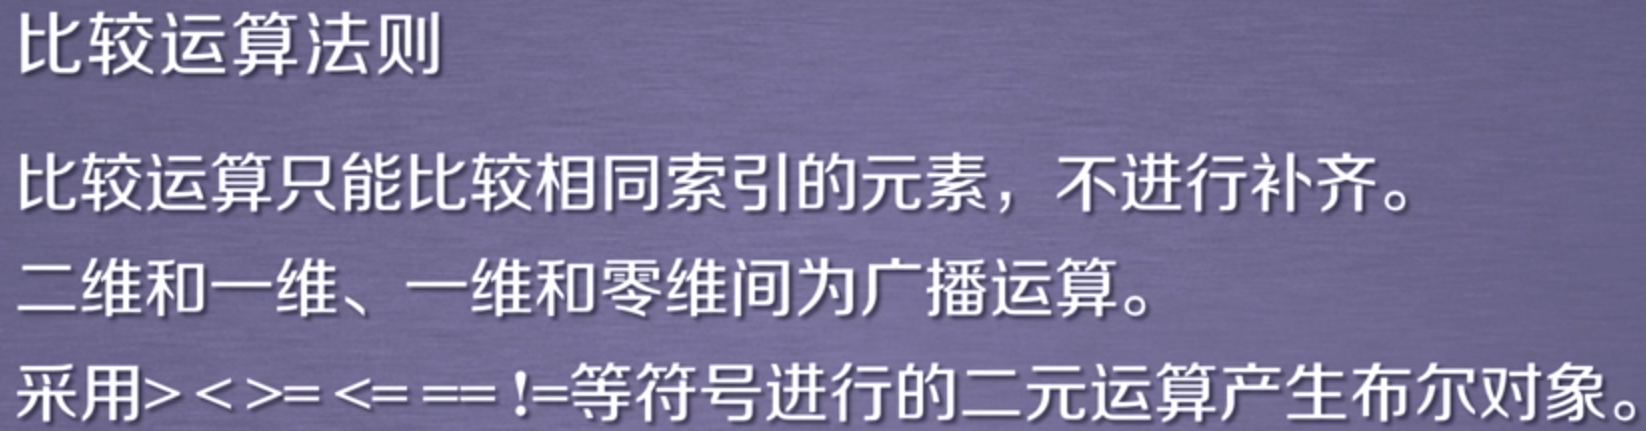 比较运算法则
比较运算只能比较相同索引的元素，不进行补齐。
二维和一维、一维和零维间为广播运算。
采用> < >= <= == !=等符号进行的二元运算产生布尔对象。